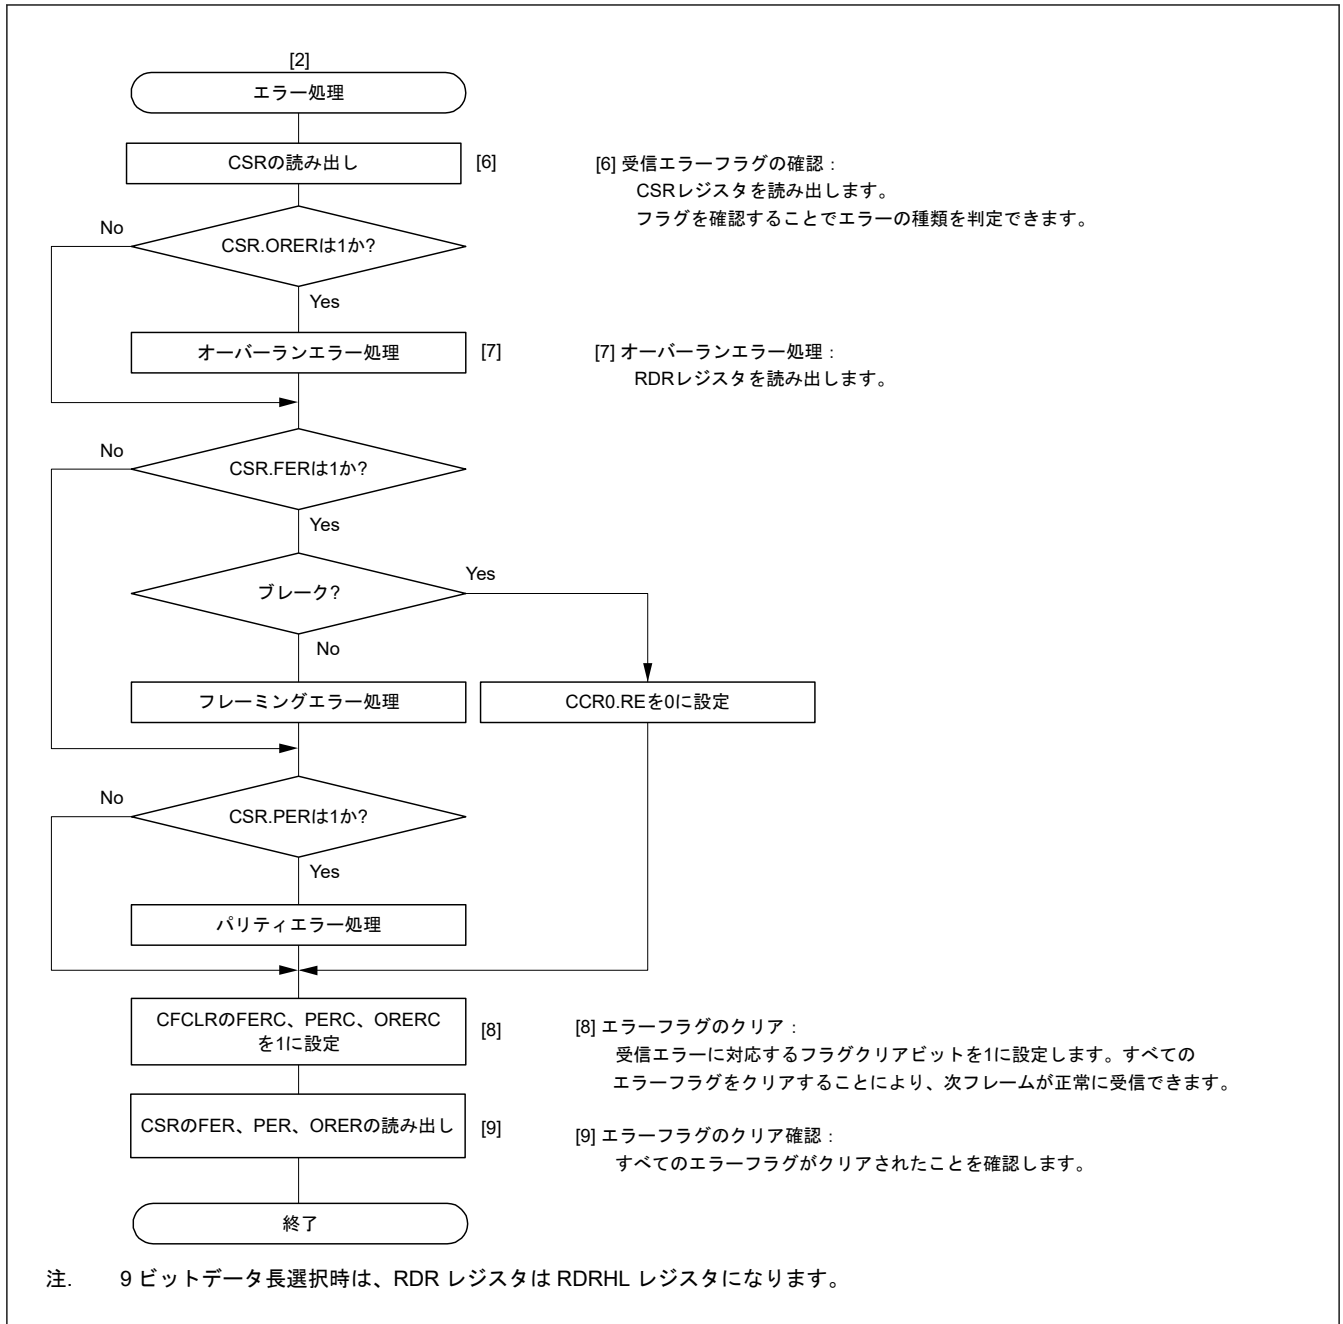 [2]
エラー処理
CSRの読み出し
[6]
[6] 受信エラーフラグの確認：
CSRレジスタを読み出します。
フラグを確認することでエラーの種類を判定できます。
No
CSR.ORERは1か?
Yes
オーバーランエラー処理
[7]
[7] オーバーランエラー処理：
RDRレジスタを読み出します。
No
CSR.FERは1か?
Yes
ブレーク?
Yes
No
フレーミングエラー処理
CCR0.REを0に設定
No
CSR.PERは1か?
Yes
パリティエラー処理
CFCLRのFERC、PERC、ORERC
を1に設定
[8]
[8] エラーフラグのクリア：
受信エラーに対応するフラグクリアビットを1に設定します。すべての
エラーフラグをクリアすることにより、次フレームが正常に受信できます。
CSRのFER、PER、ORERの読み出し
[9]
[9] エラーフラグのクリア確認：
すべてのエラーフラグがクリアされたことを確認します。
終了
注. 9 ビットデータ長選択時は、RDR レジスタは RDRHL レジスタになります。